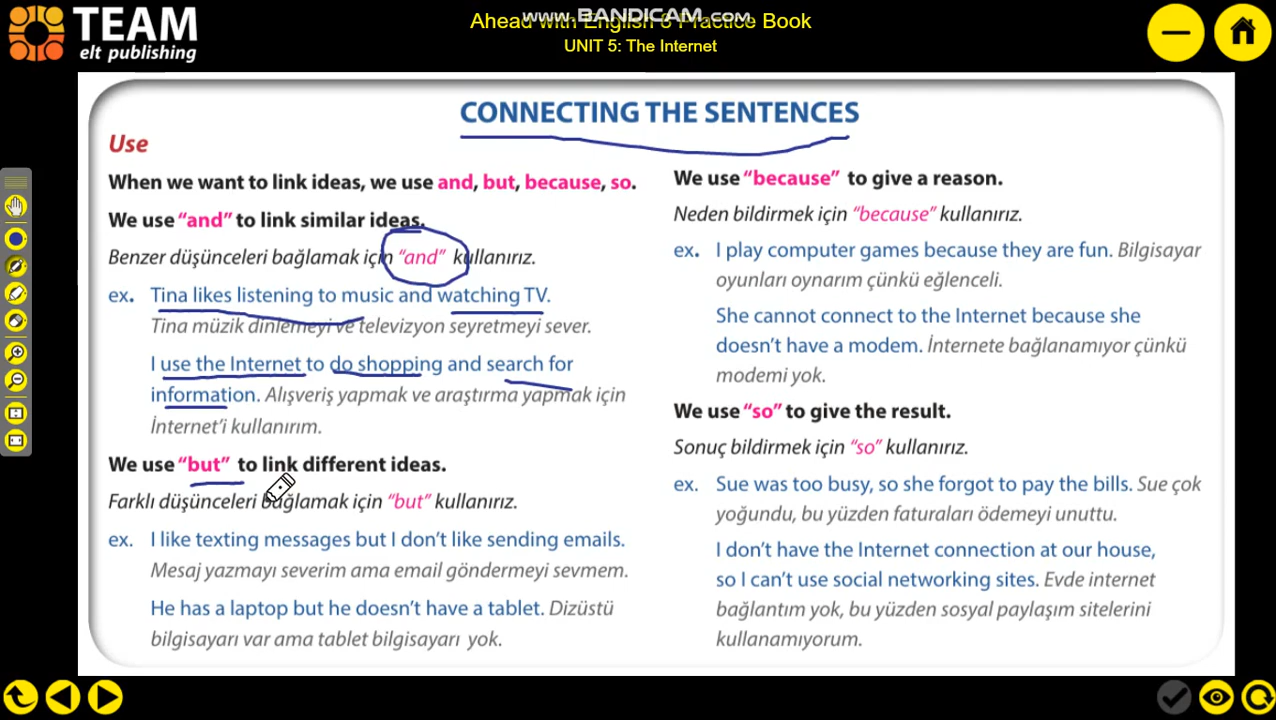 TEAM
elt publishing
www.BANDICAM.com
Ahead with English 8 Practice Book
UNIT 5: The Internet
CONNECTING THE SENTENCES
Use
When we want to link ideas, we use and, but, because, so.
We use “and” to link similar ideas.
Benzer düşünceleri bağlamak için “and” kullanırız.
ex. Tina likes listening to music and watching TV.
Tina müzik dinlemeyi ve televizyon seyretmeyi sever.
I use the Internet to do shopping and search for
information. Alışveriş yapmak ve araştırma yapmak için
İnternet’i kullanırım.
We use “but” to link different ideas.
Farklı düşünceleri bağlamak için “but” kullanırız.
ex. I like texting messages but I don’t like sending emails.
Mesaj yazmayı severim ama email göndermeyi sevmem.
He has a laptop but he doesn’t have a tablet. Dizüstü
bilgisayarı var ama tablet bilgisayarı yok.
We use “because” to give a reason.
Neden bildirmek için “because” kullanırız.
ex. I play computer games because they are fun. Bilgisayar
oyunları oynarım çünkü eğlenceli.
She cannot connect to the Internet because she
doesn’t have a modem. İnternete bağlanamıyor çünkü
modemi yok.
We use “so” to give the result.
Sonuç bildirmek için “so” kullanırız.
ex. Sue was too busy, so she forgot to pay the bills. Sue çok
yoğundu, bu yüzden faturaları ödemeyi unuttu.
I don’t have the Internet connection at our house,
so I can’t use social networking sites. Evde internet
bağlantım yok, bu yüzden sosyal paylaşım sitelerini
kullanamıyorum.